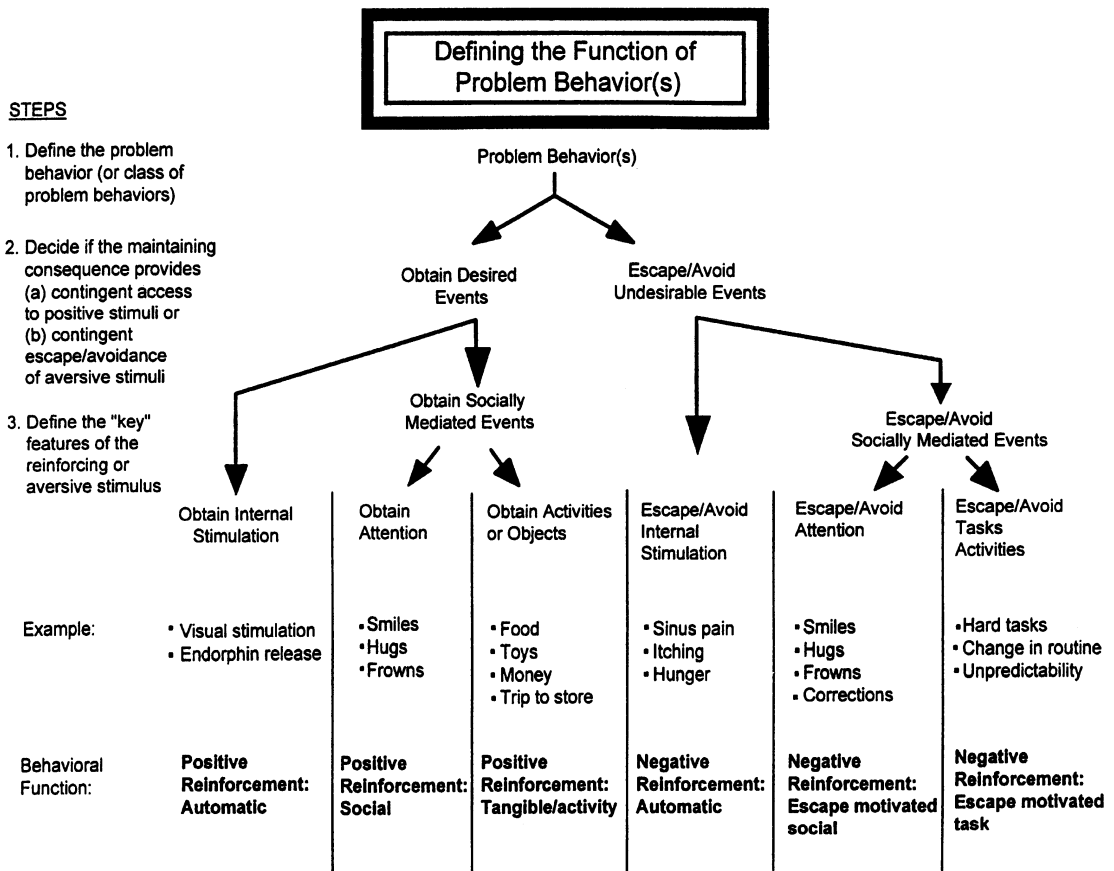 Defining the Function of
Problem Behavior(s)
STEPS
1. Define the problem
behavior (or class of
problem behaviors)
2. Decide if the maintaining
consequence provides
(a) contingent access
to positive stimuli or
(b) contingent
escape/avoidance
of aversive stimuli
3. Define the "key"
features of the
reinforcing or
aversive stimulus
Problem Behavior(s)
Obtain Desired
Events
Escape/Avoid
Undesirable Events
Obtain Socially
Mediated Events
Escape/Avoid
Socially Mediated Events
Obtain Internal
Stimulation
Obtain
Attention
Obtain Activities
or Objects
Escape/Avoid
Internal
Stimulation
Escape/Avoid
Attention
Escape/Avoid
Tasks
Activities
Example:
▪ Visual stimulation
▪ Endorphin release
▪ Smiles
▪ Hugs
▪ Frowns
▪ Food
▪ Toys
▪ Money
▪ Trip to store
▪ Sinus pain
▪ Itching
▪ Hunger
▪ Smiles
▪ Hugs
▪ Frowns
▪ Corrections
▪ Hard tasks
▪ Change in routine
▪ Unpredictability
Behavioral
Function:
Positive
Reinforcement:
Automatic
Positive
Reinforcement:
Social
Positive
Reinforcement:
Tangible/activity
Negative
Reinforcement:
Automatic
Negative
Reinforcement:
Escape motivated
social
Negative
Reinforcement:
Escape motivated
task